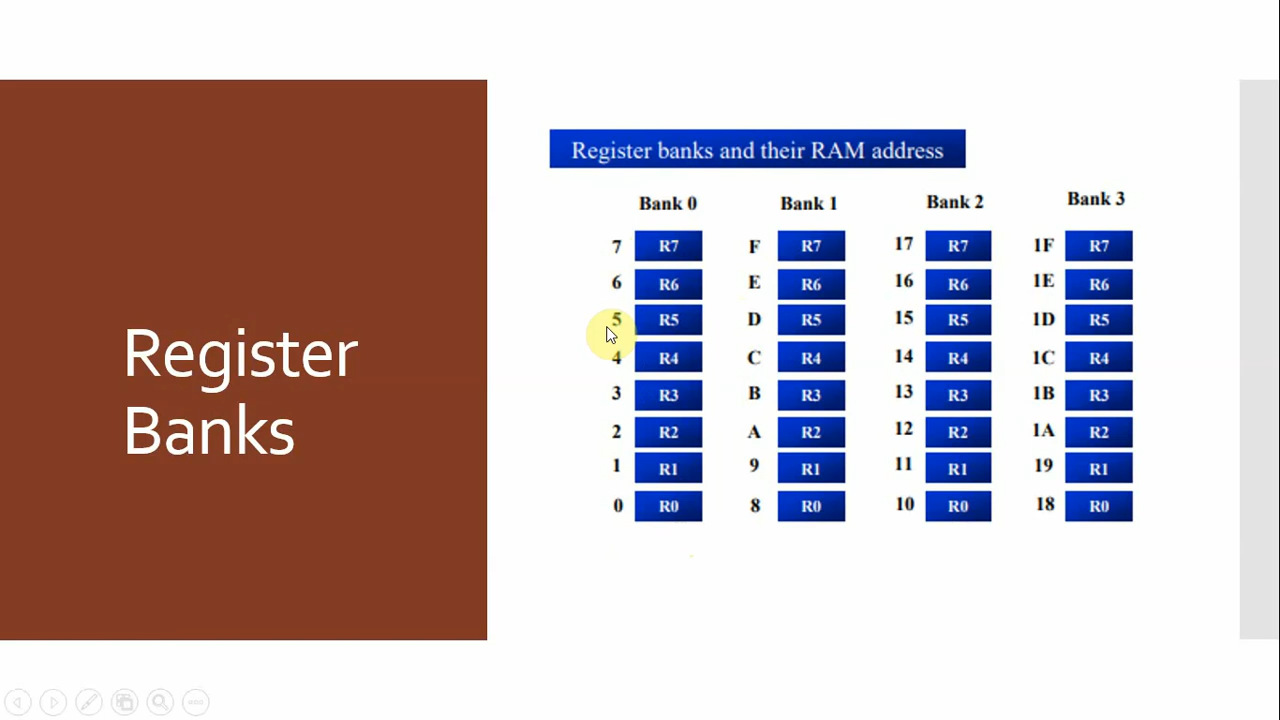 Register
Banks
Register banks and their RAM address
Bank 0 Bank 1 Bank 2 Bank 3
7 R7 F R7 17 R7 1F R7
6 R6 E R6 16 R6 1E R6
5 R5 D R5 15 R5 1D R5
4 R4 C R4 14 R4 1C R4
3 R3 B R3 13 R3 1B R3
2 R2 A R2 12 R2 1A R2
1 R1 9 R1 11 R1 19 R1
0 R0 8 R0 10 R0 18 R0